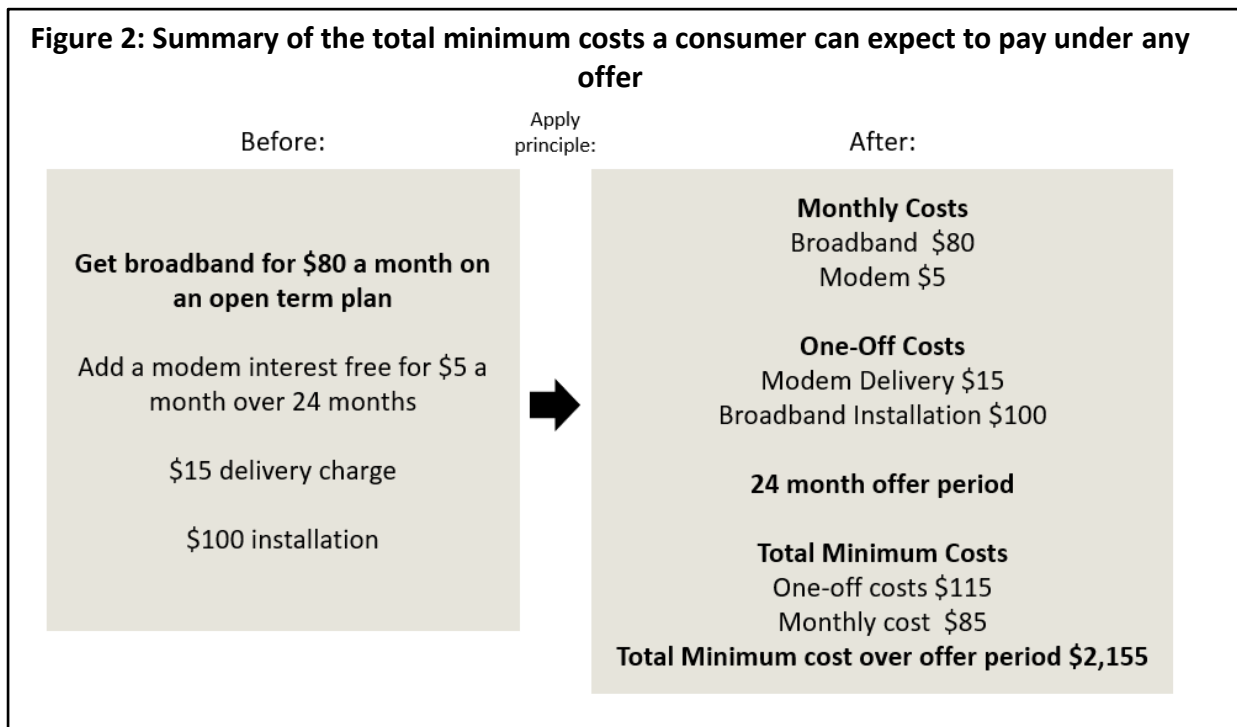 Figure 2: Summary of the total minimum costs a consumer can expect to pay under any
offer
Before:
Apply
principle:
After:
Get broadband for $80 a month on
an open term plan
Add a modem interest free for $5 a
month over 24 months
$15 delivery charge
$100 installation
Monthly Costs
Broadband $80
Modem $5
One-Off Costs
Modem Delivery $15
Broadband Installation $100
24 month offer period
Total Minimum Costs
One-off costs $115
Monthly cost $85
Total Minimum cost over offer period $2,155